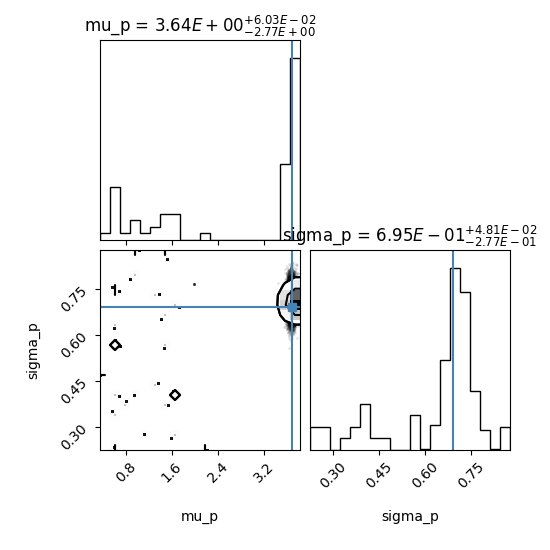 mu_p = 3.64E + 00+6.03E − 02 −2.77E + 00
sigma_p = 6.95E − 01+4.81E − 02 −2.77E − 01
0.75
0.60
0.45
0.30
sigma_p
0.8 1.6 2.4 3.2
0.30 0.45 0.60 0.75
mu_p
sigma_p